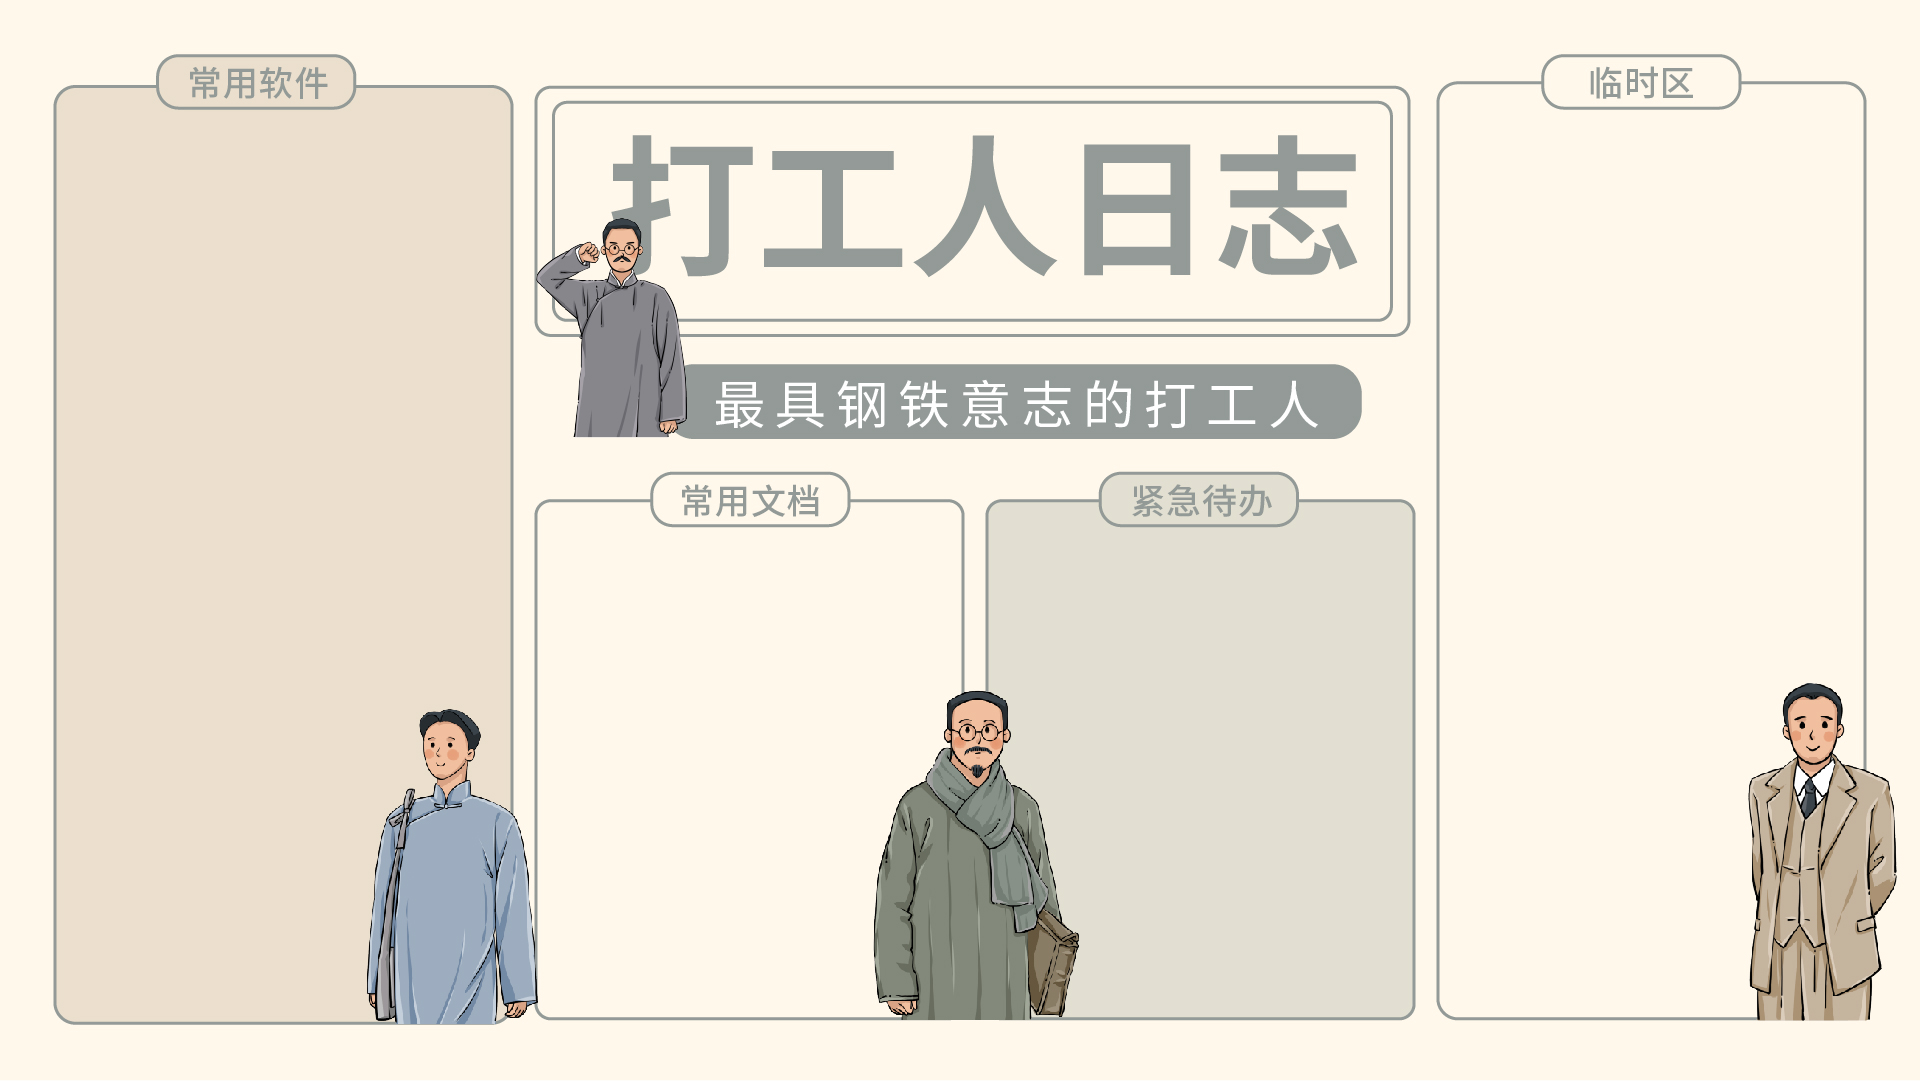 常用软件
打工人日志
最具钢铁意志的打工人
常用文档
紧急待办
临时区